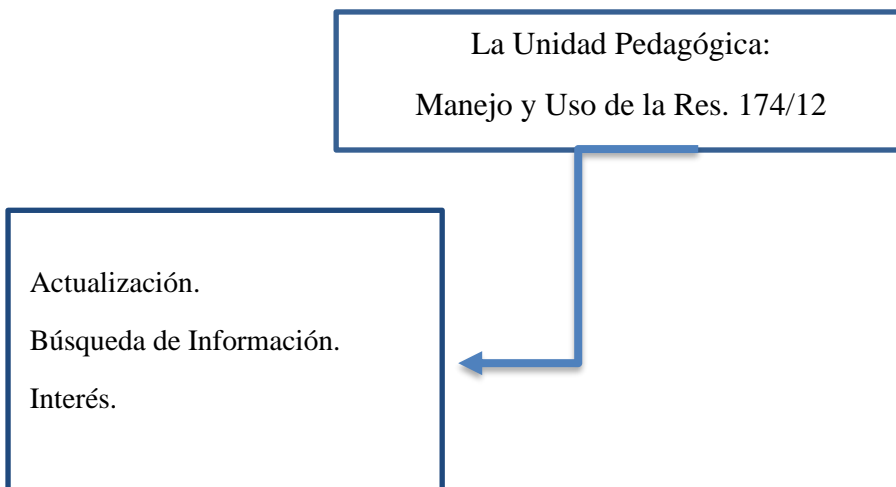 La Unidad Pedagógica:
Manejo y Uso de la Res. 174/12
Actualización.
Búsqueda de Información.
Interés.